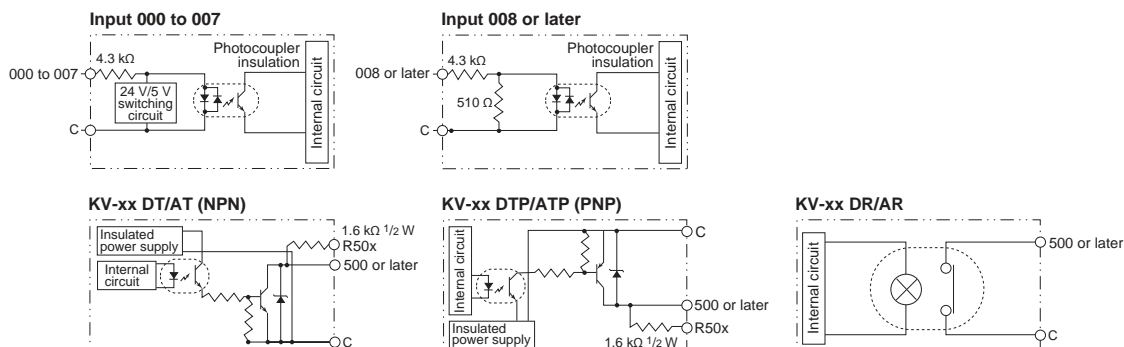 Input 000 to 007
4.3 kΩ
000 to 007
24 V/5 V
switching
circuit
C
Photocoupler
insulation
Internal circuit
Input 008 or later
4.3 kΩ
008 or later
510 Ω
C
Photocoupler
insulation
Internal circuit
KV-xx DT/AT (NPN)
Insulated
power supply
Internal
circuit
1.6 kΩ 1/2 W
R50x
500 or later
C
KV-xx DTP/ATP (PNP)
Internal circuit
Insulated
power supply
C
500 or later
R50x
1.6 kΩ 1/2 W
KV-xx DR/AR
Internal circuit
500 or later
C